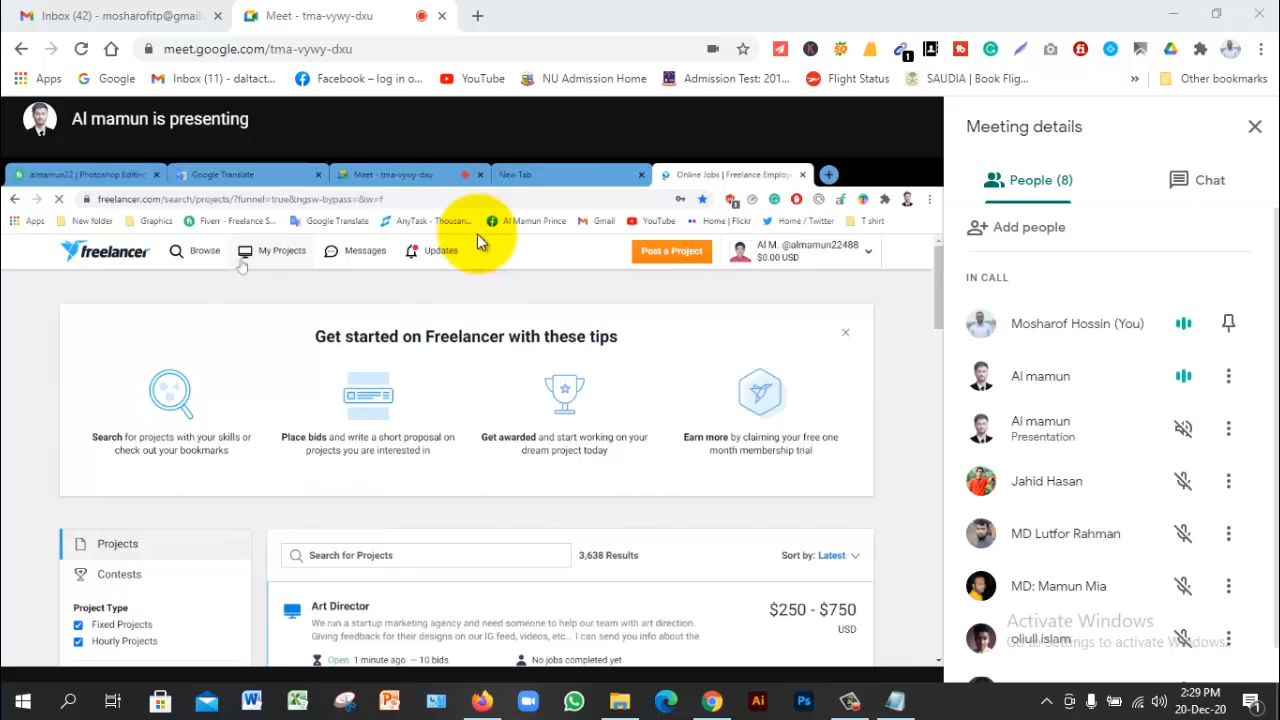 Inbox (42) - mosharofitp@gmail.
Meet - tma-vywy-dxu
meet.google.com/tma-vywy-dxu
Apps
Google
Inbox (11) - daltact...
Facebook – log in o...
YouTube
NU Admission Home
Admission Test: 201...
Flight Status
SAUDIA | Book Flig...
»
Other bookmarks
Al mamun is presenting
almamun22 | Photoshop Editing
Google Translate
Meet - tma-vywy-dxu
New Tab
Online Jobs | Freelance Employ
freelancer.com/search/projects/?funnel=true&ngsw-bypass=&w=f
Apps
New folder
Graphics
Fiverr - Freelance S...
Google Translate
AnyTask - Thousan...
Al Mamun Prince
Gmail
YouTube
Home | Flickr
Home / Twitter
T shirt
freelancer
Browse
My Projects
Messages
Updates
Post a Project
Al M. @almamun22488
$0.00 USD
Get started on Freelancer with these tips
Search for projects with your skills or
check out your bookmarks
Place bids and write a short proposal on
projects you are interested in
Get awarded and start working on your
dream project today
Earn more by claiming your free one
month membership trial
Projects
Contests
Project Type
Fixed Projects
Hourly Projects
Search for Projects
3,638 Results
Sort by: Latest
Art Director
$250 - $750
USD
We run a startup marketing agency and need someone to help our team with art direction.
Giving feedback for their designs on our IG feed, videos, etc... I can send you info about the
Open 1 minute ago — 10 bids
No jobs completed yet
Meeting details
People (8)
Chat
Add people
IN CALL
Mosharof Hossin (You)
Al mamun
Al mamun
Presentation
Jahid Hasan
MD Lutfor Rahman
MD: Mamun Mia
oliull islam
Activate Windows
Go to Settings to activate Windows.
2:29 PM
20-Dec-20